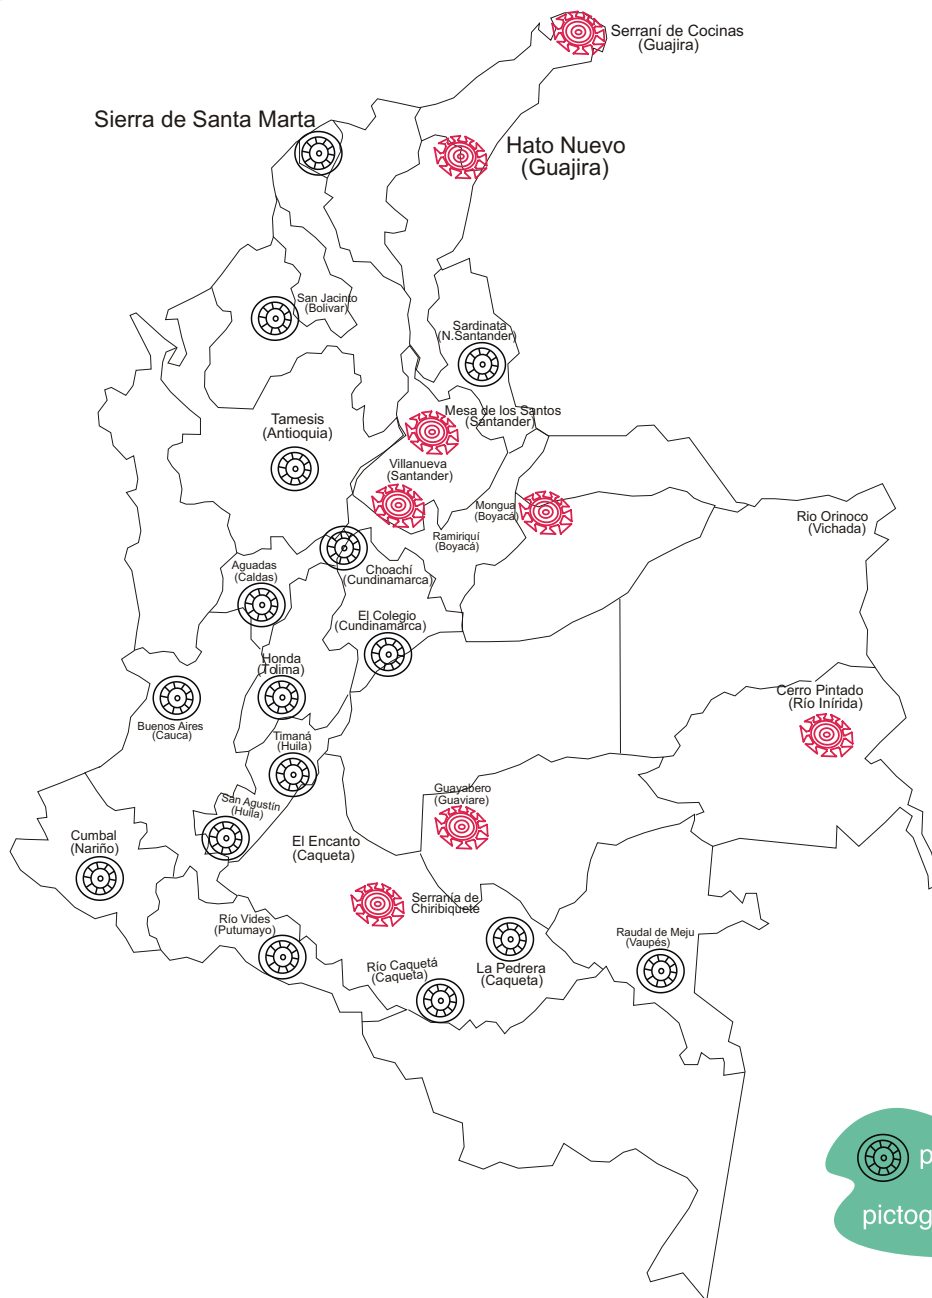 Serraní de Cocinas
(Guajira)
Sierra de Santa Marta
Hato Nuevo
(Guajira)
San Jacinto
(Bolivar)
Sardinata
(N.Santander)
Mesa de los Santos
(Santander)
Tamesis
(Antioquia)
Villanueva
(Santander)
Mongua
(Boyacá)
Rio Orinoco
(Vichada)
Ramiriquí
(Boyacá)
Aguadas
(Caldas)
Choachí
(Cundinamarca)
El Colegio
(Cundinamarca)
Honda
(Tolima)
Cerro Pintado
(Río Inírida)
Buenos Aires
(Cauca)
Timaná
(Huila)
Guayabero
(Guaviare)
San Agustín
(Huila)
Cumbal
(Nariño)
El Encanto
(Caqueta)
Serranía de
Chiribiqueté
Río Vides
(Putumayo)
Raudal de Meju
(Vaupés)
Río Caquetá
(Caqueta)
La Pedrera
(Caqueta)
p
pictog